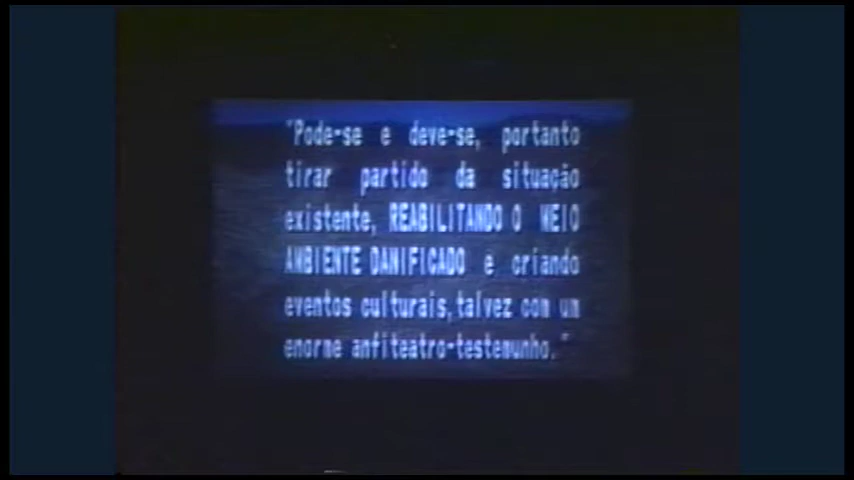 "Pode-se e deve-se, portanto
tirar partido da situação
existente, REABILITANDO O MEIO
AMBIENTE DANIFICADO e criando
eventos culturais,talvez com um
enorme anfiteatro-testemunho."